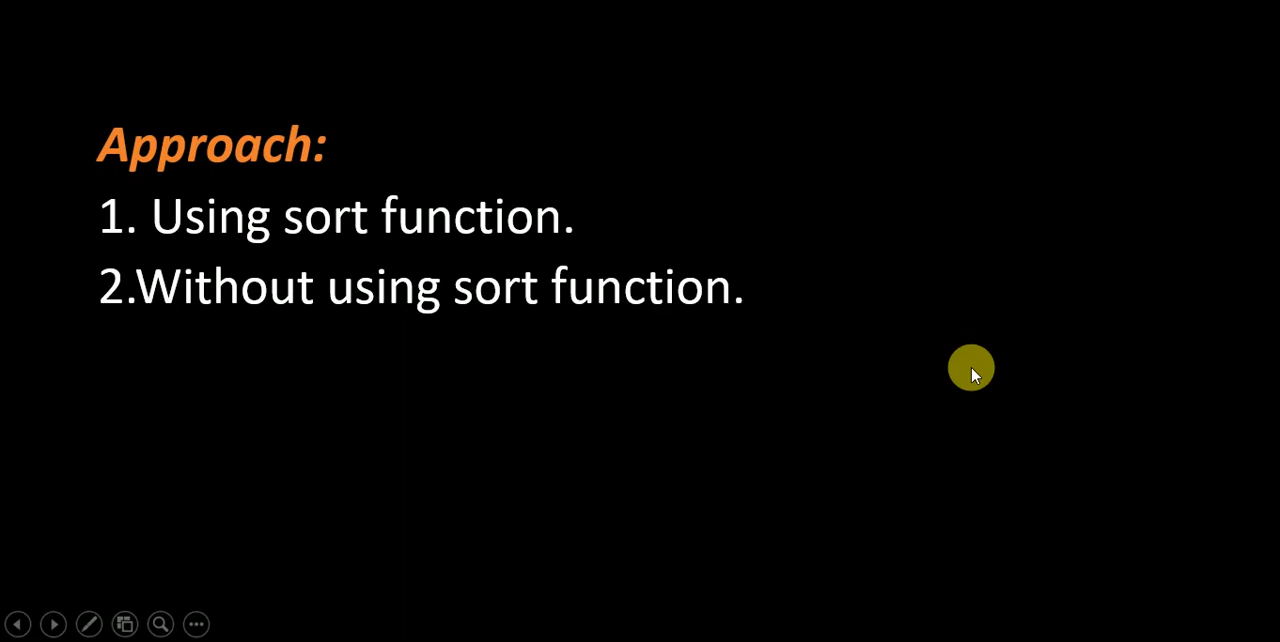 Approach:
1. Using sort function.
2.Without using sort function.